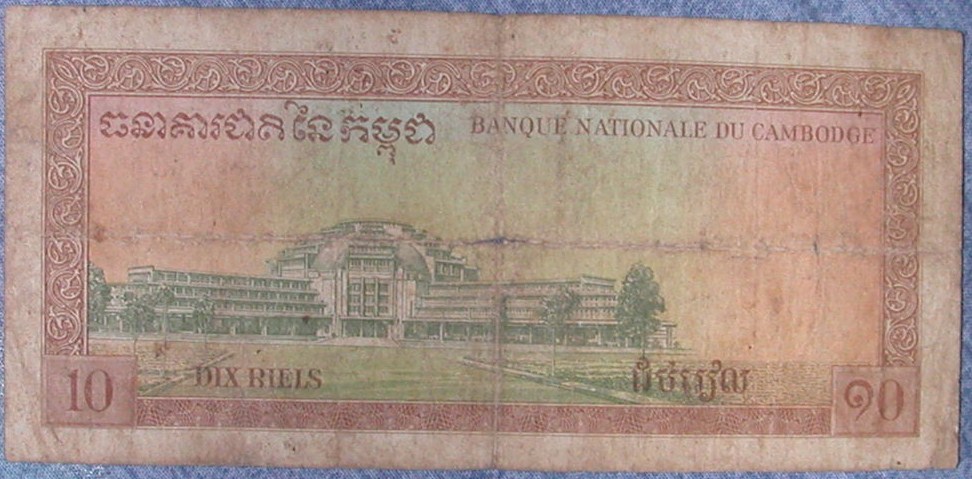 ធនាគារជាតិនៃកម្ពុជា BANQUE NATIONALE DU CAMBODGE
10 DIX RIELS ដប់រៀល ១០